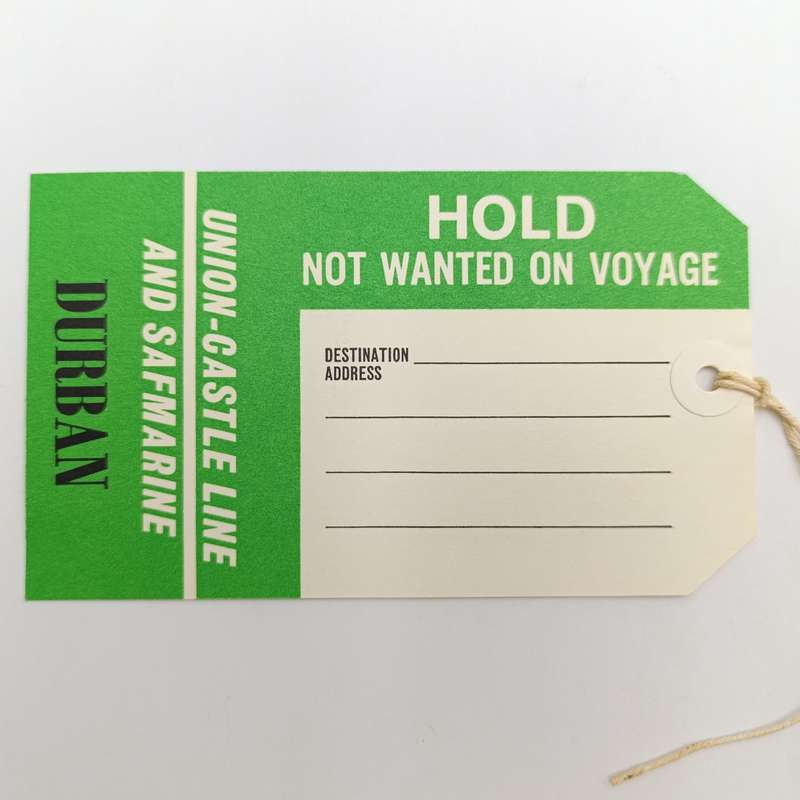 HOLD
NOT WANTED ON VOYAGE
DESTINATION
ADDRESS
UNION-CASTLE LINE
AND SAFMARINE
DURBAN